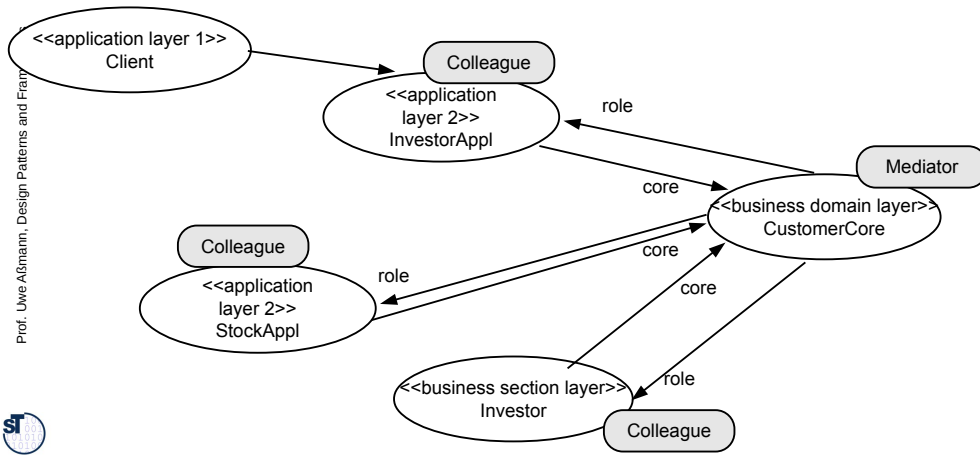 <<application layer 1>>
Client
Colleague
<<application
layer 2>>
InvestorAppl
role
Mediator
core
<<business domain layer>>
CustomerCore
Colleague
role
core
<<application
layer 2>>
StockAppl
core
<<business section layer>>
Investor
role
Colleague
Prof. Uwe Aßmann, Design Patterns and
sT